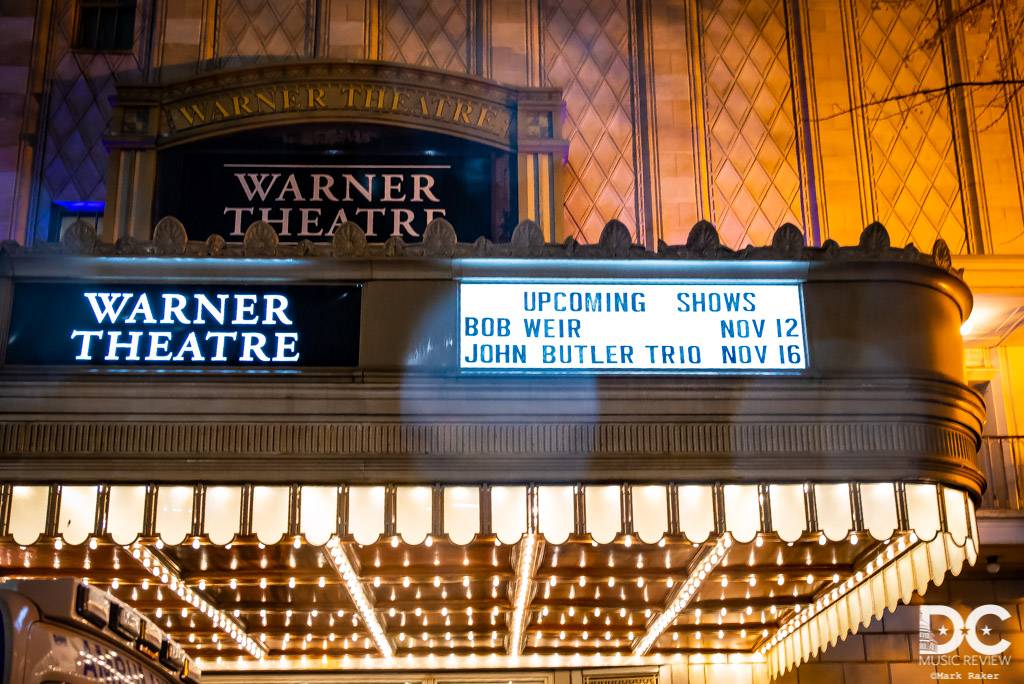 WARNER THEATRE
WARNER
THEATRE
WARNER
THEATRE
UPCOMING SHOWS
BOB WEIR NOV 12
JOHN BUTLER TRIO NOV 16
DC
MUSIC REVIEW
©Mark Raker